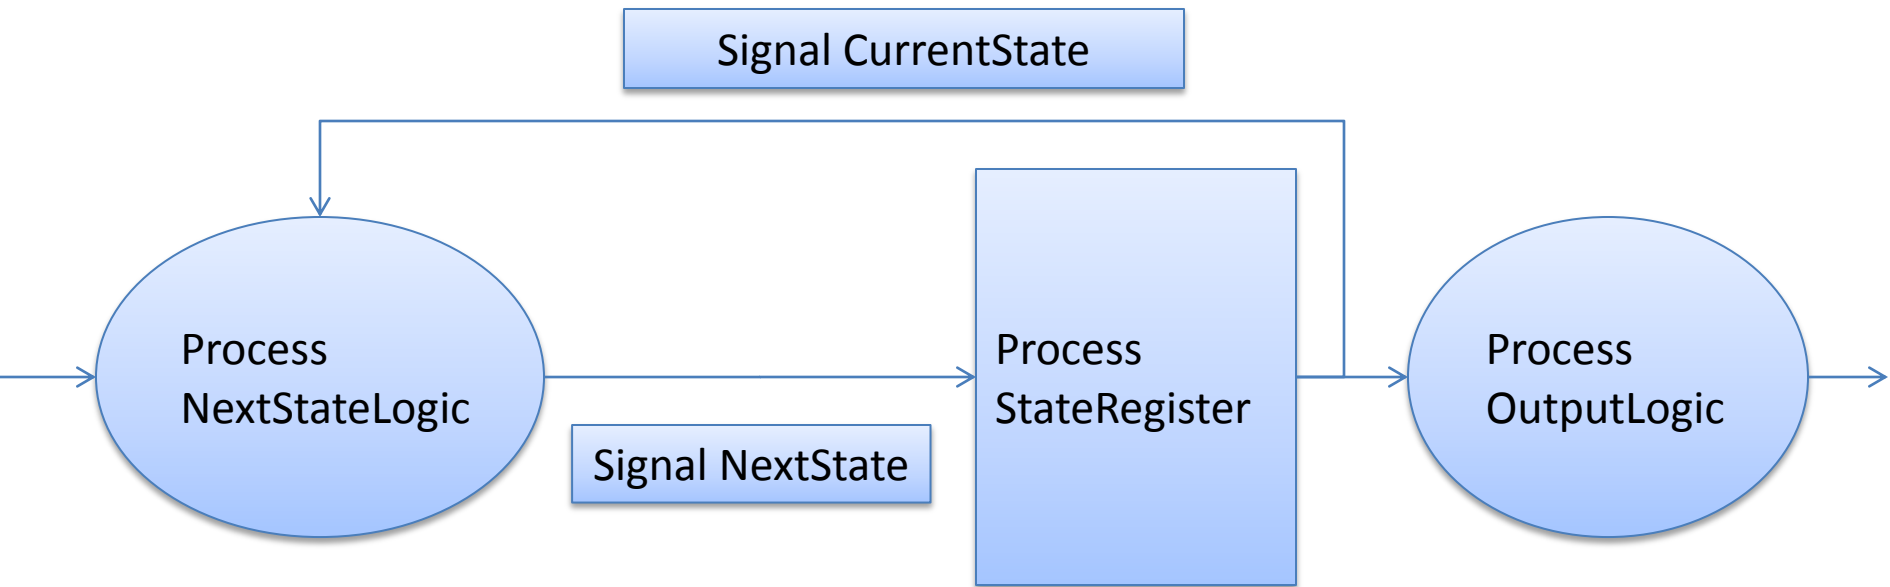 Signal CurrentState
Process
NextStateLogic
Signal NextState
Process
StateRegister
Process
OutputLogic